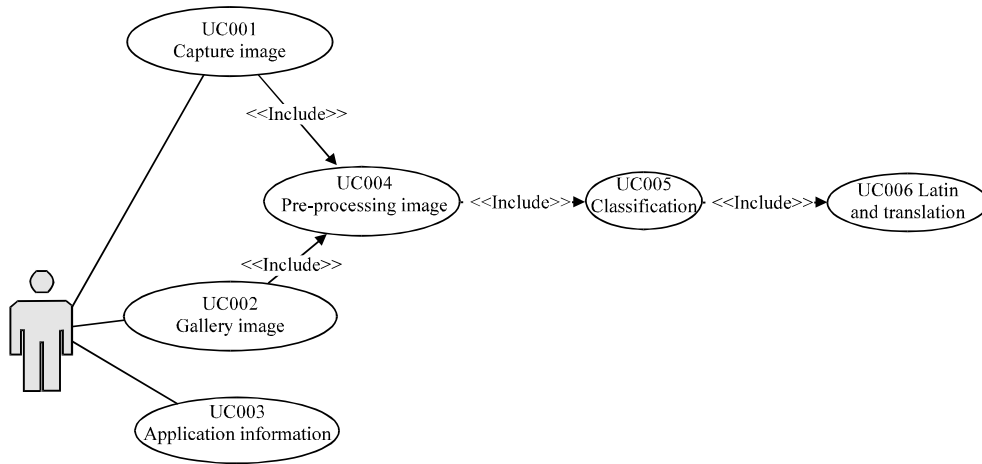 UC001
Capture image
<<Include>>
UC004
Pre-processing image
<<Include>>
UC005
Classification
<<Include>>
UC006 Latin
and translation
<<Include>>
UC002
Gallery image
UC003
Application information